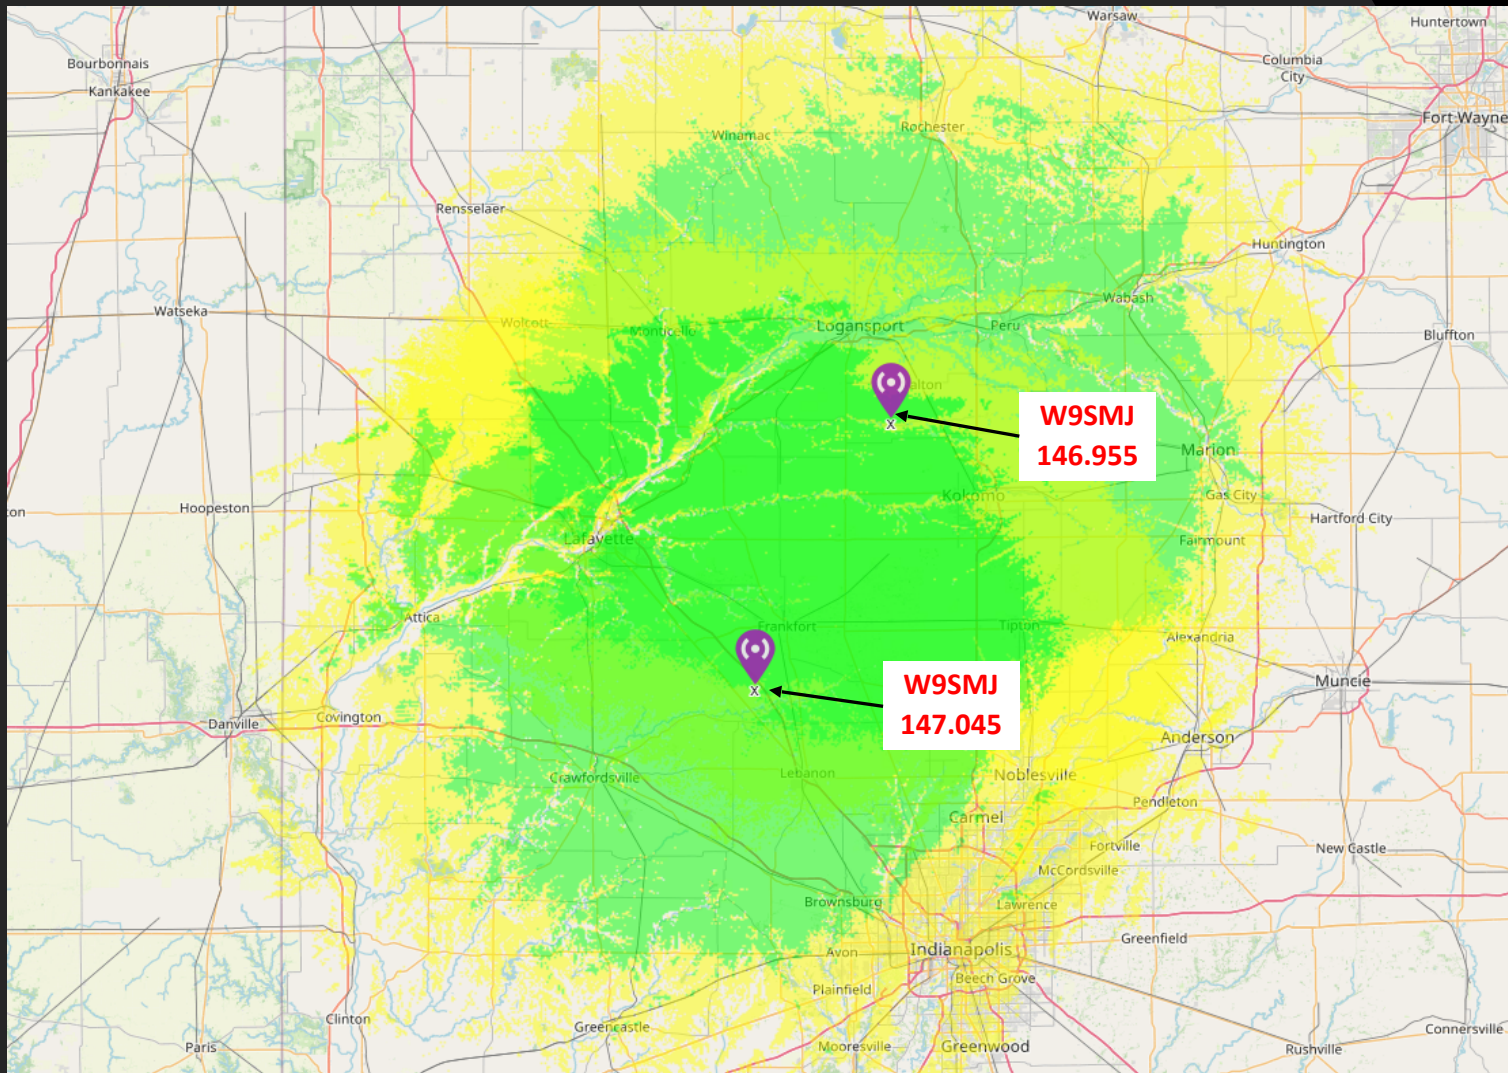 Warsaw
Huntertown
Bourbonnais
Columbia
City
Kankakee
Fort Wayne
Rochester
Winamac
Rensselaer
Huntington
Wabash
Watseka
Wolcott
Monticello
Logansport
Peru
Bluffton
alton
W9SMJ
146.955
Marion
Kokomo
Gas City
Hoopeston
con
Hartford City
Lafayette
Fairmount
Attica
Frankfort
Tipton
Alexandria
W9SMJ
147.045
Muncie
Covington
Danville
Anderson
Crawfordsville
Lebanon
Noblesville
Pendleton
Carmel
Fortville
New Castle
McCordsville
Brownsburg
Lawrence
Greenfield
Avon
Indianapolis
Beech Grove
Plainfield
Clinton
Greencastle
Connersville
Paris
Mooresville
Greenwood
Rushville